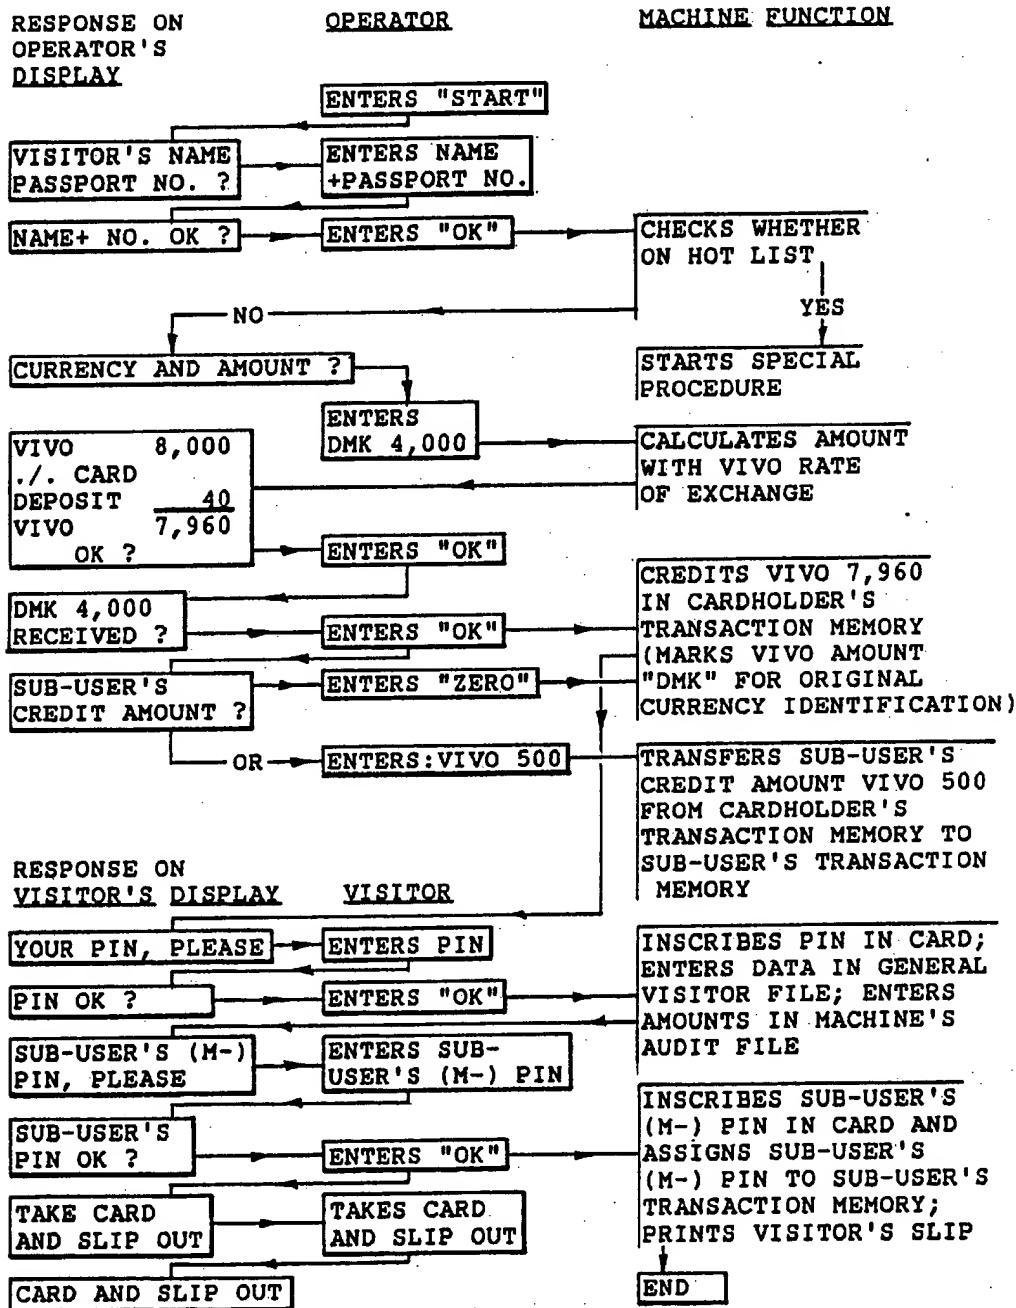 RESPONSE ON
OPERATOR'S
DISPLAY
OPERATOR
MACHINE FUNCTION
ENTERS "START"
VISITOR'S NAME
PASSPORT NO. ?
ENTERS NAME
+PASSPORT NO.
NAME+ NO. OK ?
ENTERS "OK"
CHECKS WHETHER
ON HOT LIST
NO
YES
CURRENCY AND AMOUNT ?
STARTS SPECIAL
PROCEDURE
ENTERS
DMK 4,000
VIVO 8,000
./. CARD
DEPOSIT 40
VIVO 7,960
OK ?
CALCULATES AMOUNT
WITH VIVO RATE
OF EXCHANGE
ENTERS "OK"
DMK 4,000
RECEIVED ?
ENTERS "OK"
CREDITS VIVO 7,960
IN CARDHOLDER'S
TRANSACTION MEMORY
(MARKS VIVO AMOUNT
"DMK" FOR ORIGINAL
CURRENCY IDENTIFICATION)
SUB-USER'S
CREDIT AMOUNT ?
ENTERS "ZERO"
OR
ENTERS:VIVO 500
TRANSFERS SUB-USER'S
CREDIT AMOUNT VIVO 500
FROM CARDHOLDER'S
TRANSACTION MEMORY TO
SUB-USER'S TRANSACTION
MEMORY
RESPONSE ON
VISITOR'S DISPLAY
VISITOR
YOUR PIN, PLEASE
ENTERS PIN
PIN OK ?
ENTERS "OK"
INSCRIBES PIN IN CARD;
ENTERS DATA IN GENERAL
VISITOR FILE; ENTERS
AMOUNTS IN MACHINE'S
AUDIT FILE
SUB-USER'S (M-)
PIN, PLEASE
ENTERS SUB-
USER'S (M-) PIN
SUB-USER'S
PIN OK ?
ENTERS "OK"
INSCRIBES SUB-USER'S
(M-) PIN IN CARD AND
ASSIGNS SUB-USER'S
(M-) PIN TO SUB-USER'S
TRANSACTION MEMORY;
PRINTS VISITOR'S SLIP
TAKE CARD
AND SLIP OUT
TAKES CARD
AND SLIP OUT
CARD AND SLIP OUT
END